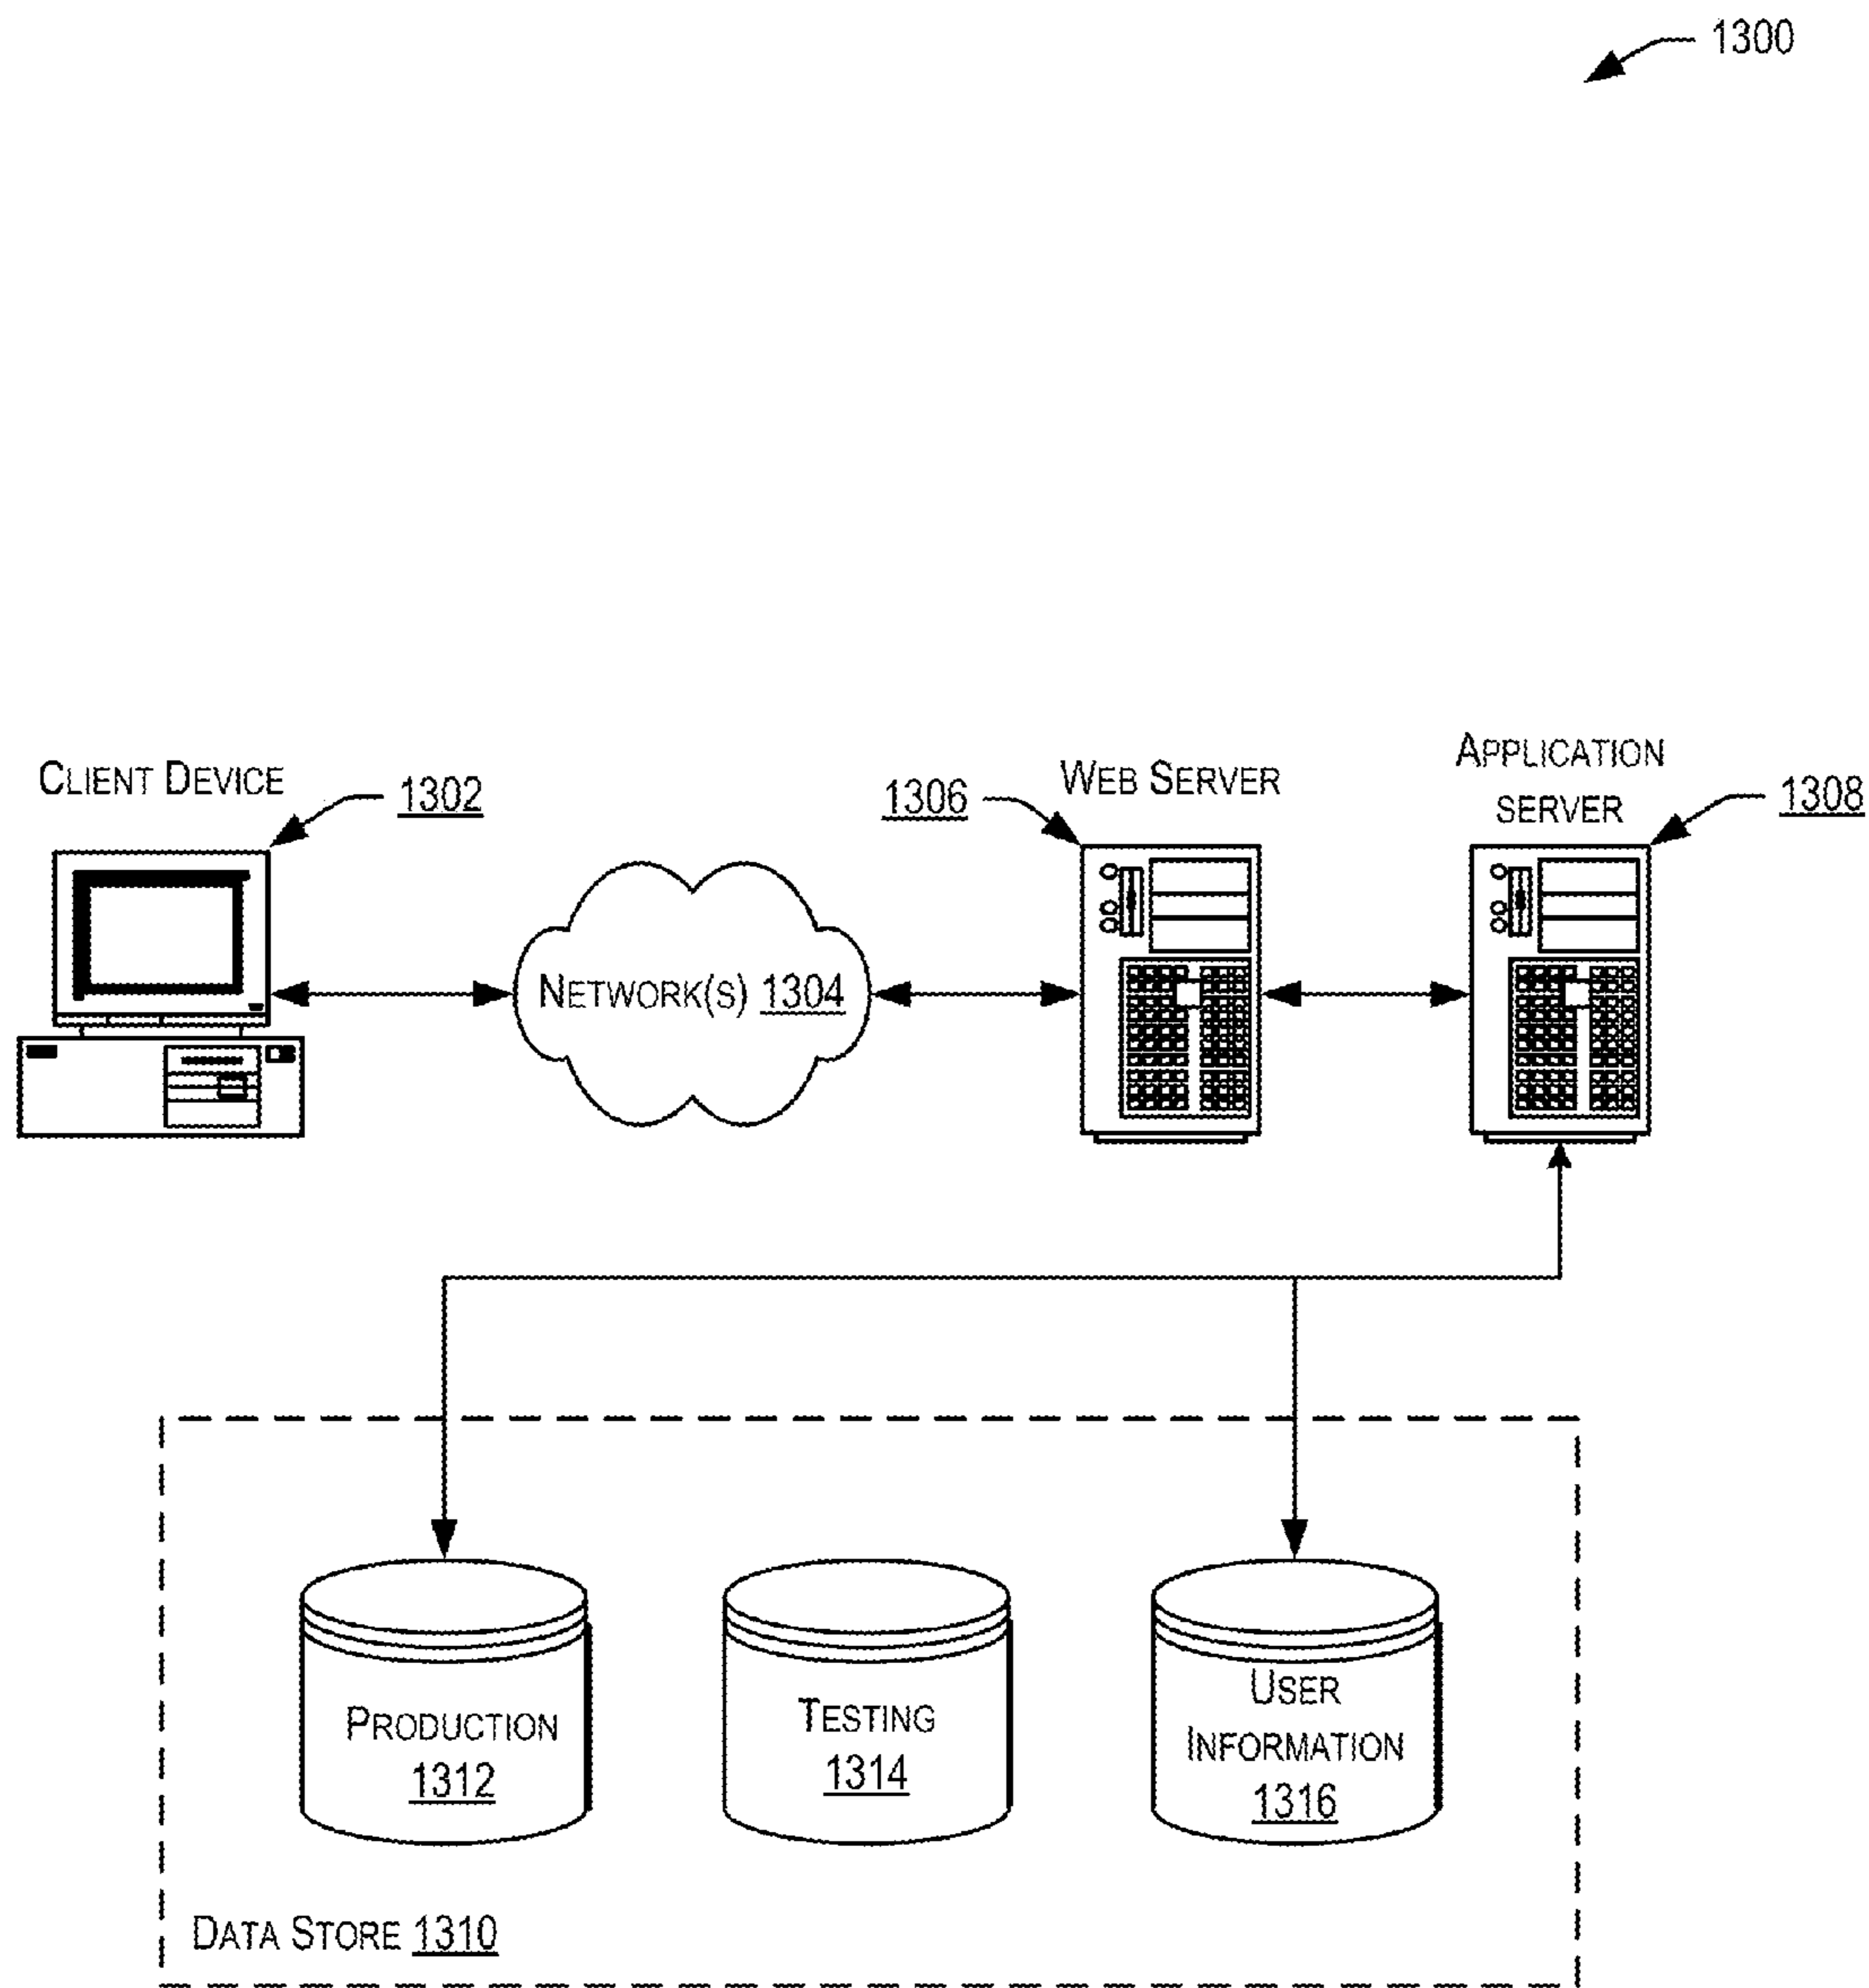 1300
CLIENT DEVICE
1302
1306
WEB SERVER
APPLICATION
SERVER
1308
NETWORK(S) 1304
PRODUCTION
1312
TESTING
1314
USER
INFORMATION
1316
DATA STORE 1310